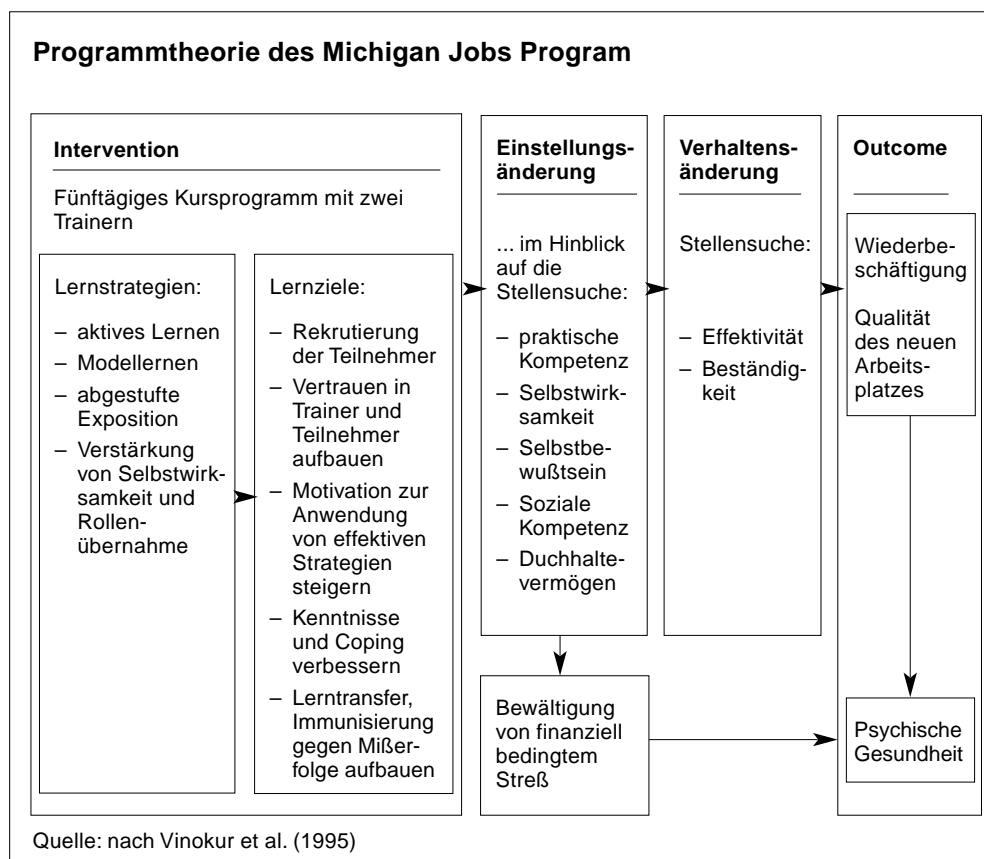 Programmtheorie des Michigan Jobs Program
Intervention
Fünftägiges Kursprogramm mit zwei
Trainern
Lernstrategien:
– aktives Lernen
– Modellernen
– abgestufte
Exposition
– Verstärkung
von Selbstwirk-
samkeit und
Rollen-
übernahme
Lernziele:
– Rekrutierung
der Teilnehmer
– Vertrauen in
Trainer und
Teilnehmer
aufbauen
– Motivation zur
Anwendung
von effektiven
Strategien
steigern
– Kenntnisse
und Coping
verbessern
– Lerntransfer,
Immunisierung
gegen Mißer-
folge aufbauen
Einstellungs-
änderung
... im Hinblick
auf die
Stellensuche:
– praktische
Kompetenz
– Selbstwirk-
samkeit
– Selbstbe-
wußtsein
– Soziale
Kompetenz
– Duchhalte-
vermögen
Bewältigung
von finanziell
bedingtem
Streß
Verhaltens-
änderung
Stellensuche:
– Effektivität
– Beständig-
keit
Outcome
Wiederbe-
schäftigung
Qualität
des neuen
Arbeits-
platzes
Psychische
Gesundheit
Quelle: nach Vinokur et al. (1995)